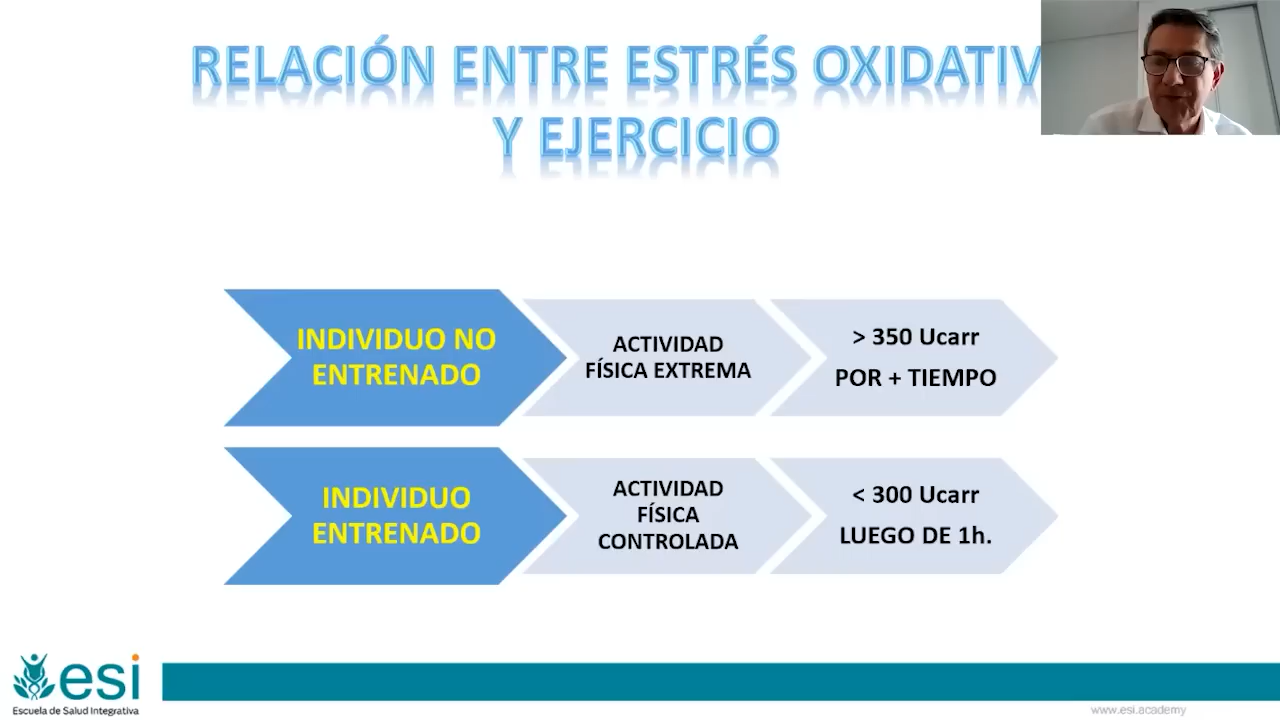 RELACIÓN ENTRE ESTRÉS OXIDATIV
Y EJERCICIO
INDIVIDUO NO
ENTRENADO
ACTIVIDAD
FÍSICA EXTREMA
> 350 Ucarr
POR + TIEMPO
INDIVIDUO
ENTRENADO
ACTIVIDAD
FÍSICA
CONTROLADA
< 300 Ucarr
LUEGO DE 1h.
esi
Escuela de Salud Integrativa
www.esi.academy